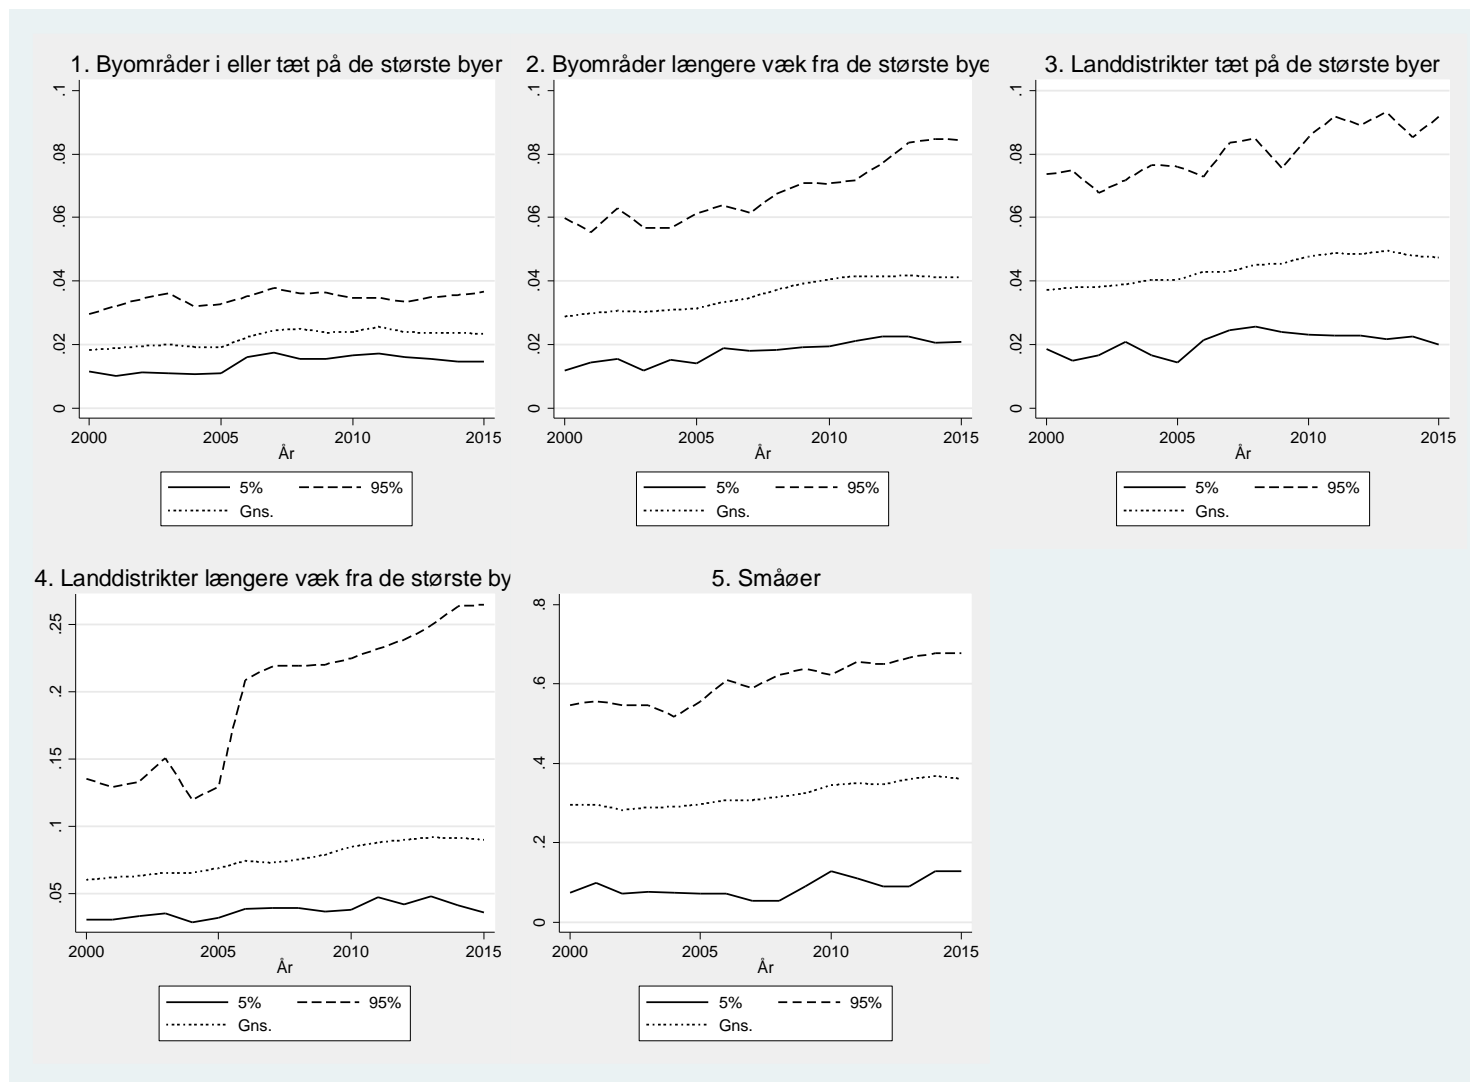 1. Byområder i eller tæt på de største byer
.1
.08
.06
.04
.02
0
2000 2005 2010 2015
År
5% 95%
Gns.
2. Byområder længere væk fra de største bye
.1
.08
.06
.04
.02
0
2000 2005 2010 2015
År
5% 95%
Gns.
3. Landdistrikter tæt på de største byer
.1
.08
.06
.04
.02
0
2000 2005 2010 2015
År
5% 95%
Gns.
4. Landdistrikter længere væk fra de største by
.25
.2
.15
.1
.05
2000 2005 2010 2015
År
5% 95%
Gns.
5. Småøer
.8
.6
.4
.2
0
2000 2005 2010 2015
År
5% 95%
Gns.